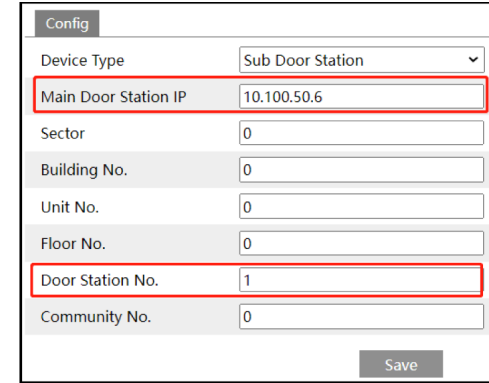 Config
Device Type Sub Door Station
Main Door Station IP 10.100.50.6
Sector 0
Building No. 0
Unit No. 0
Floor No. 0
Door Station No. 1
Community No. 0
Save